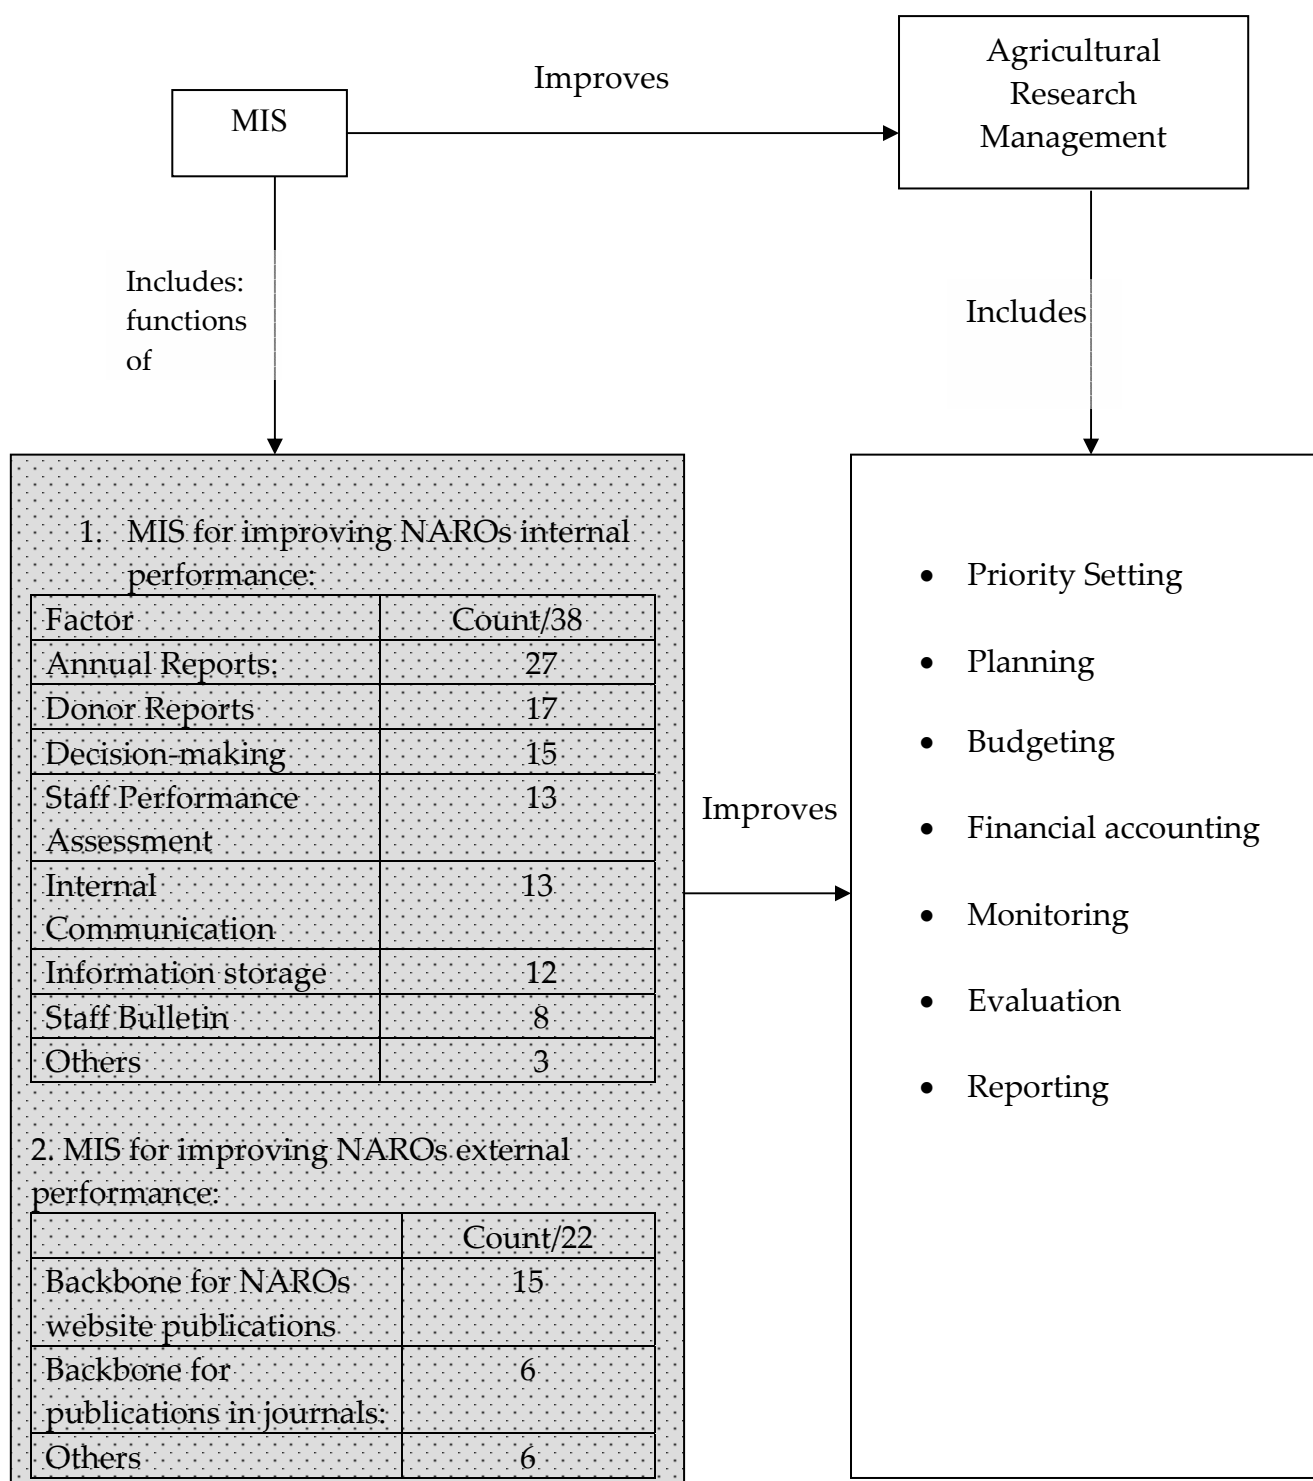 Improves
MIS
Agricultural
Research
Management
Includes:
functions
of
Includes
1. MIS for improving NAROs internal
performance:
Factor Count/38
Annual Reports: 27
Donor Reports 17
Decision-making 15
Staff Performance 13
Assessment
Internal 13
Communication
Information storage 12
Staff Bulletin 8
Others 3
2. MIS for improving NAROs external
performance:
Count/22
Backbone for NAROs 15
website publications
Backbone for 6
publications in journals:
Others 6
Improves
• Priority Setting
• Planning
• Budgeting
• Financial accounting
• Monitoring
• Evaluation
• Reporting